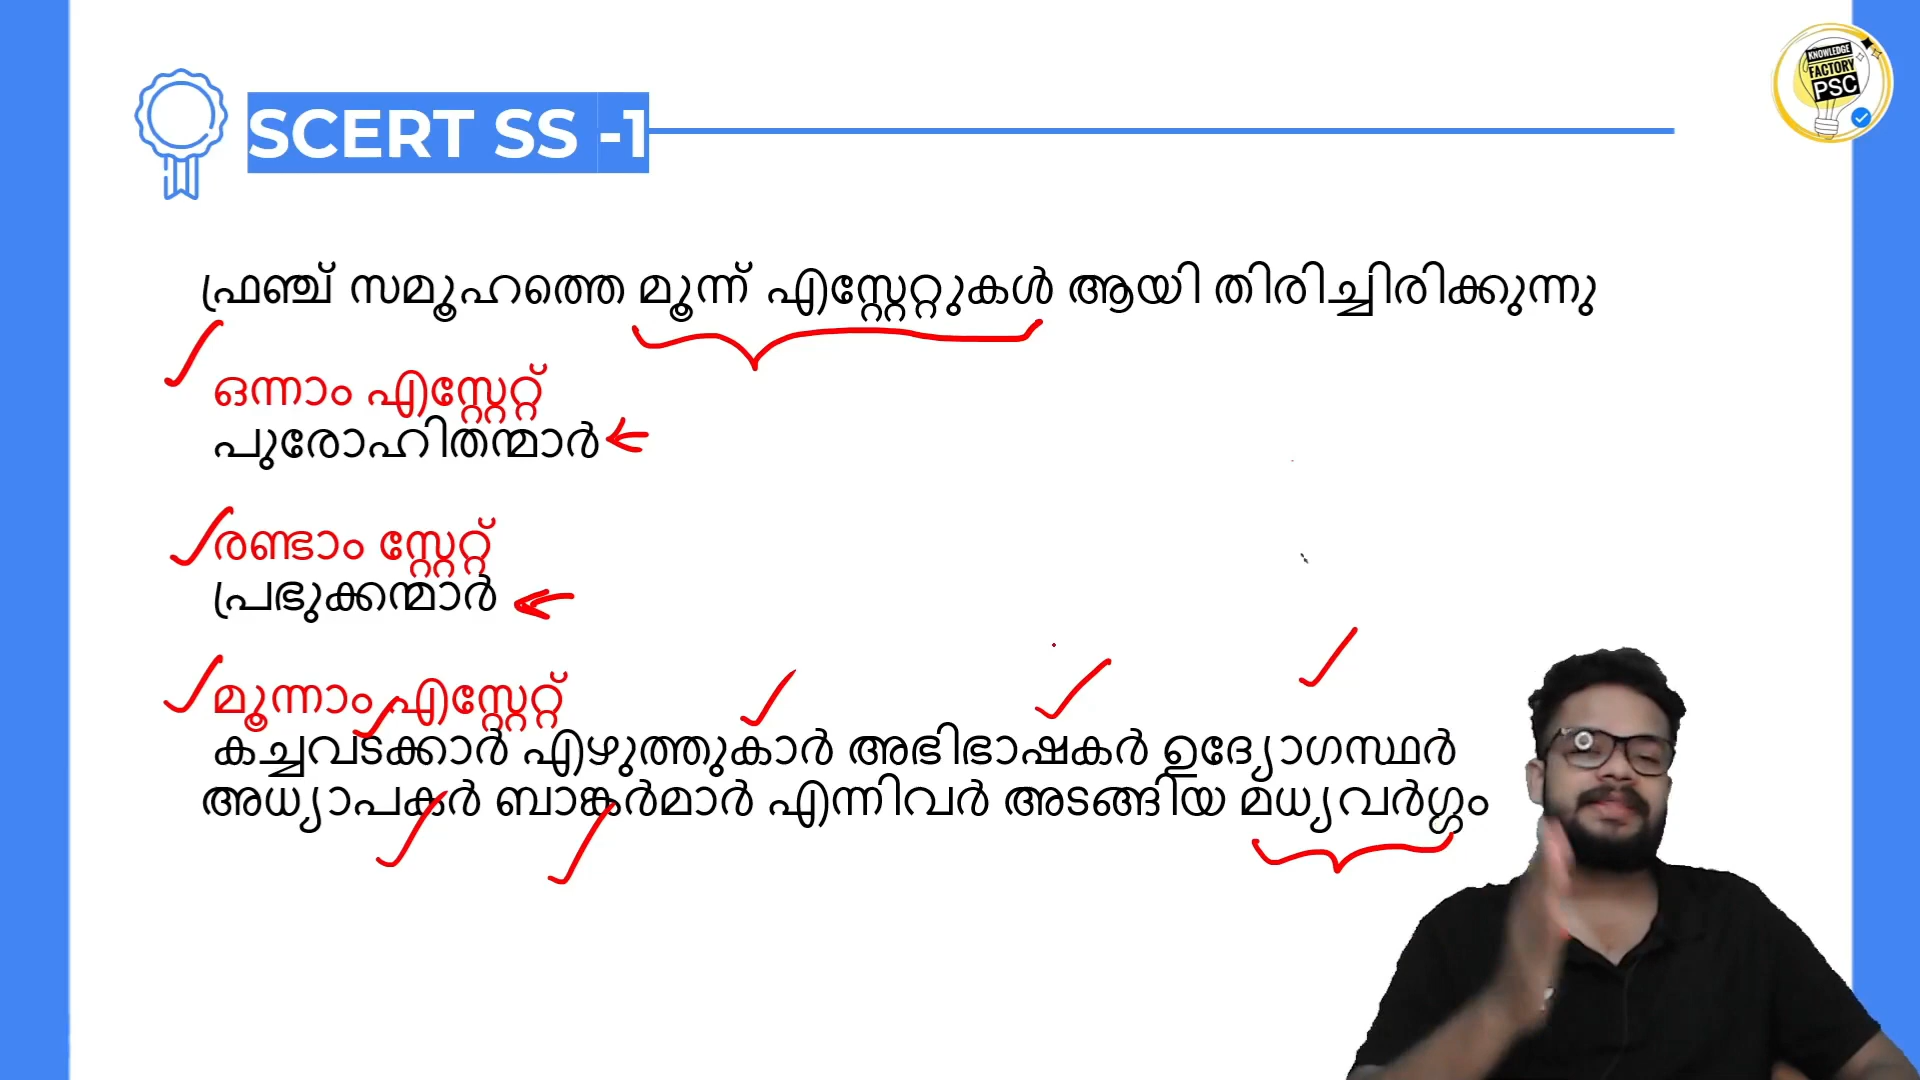 SCERT SS -1
KNOWLEDGE
FACTORY
PSC
ഫ്രഞ്ച് സമൂഹത്തെ മൂന്ന് എസ്റ്റേറ്റുകൾ ആയി തിരിച്ചിരിക്കുന്നു
ഒന്നാം എസ്റ്റേറ്റ്
പുരോഹിതന്മാർ
രണ്ടാം സ്റ്റേറ്റ്
പ്രഭുക്കന്മാർ
മൂന്നാം എസ്റ്റേറ്റ്
കച്ചവടക്കാർ എഴുത്തുകാർ അഭിഭാഷകർ ഉദ്യോഗസ്ഥർ
അധ്യാപകർ ബാങ്കർമാർ എന്നിവർ അടങ്ങിയ മധ്യവർഗ്ഗം